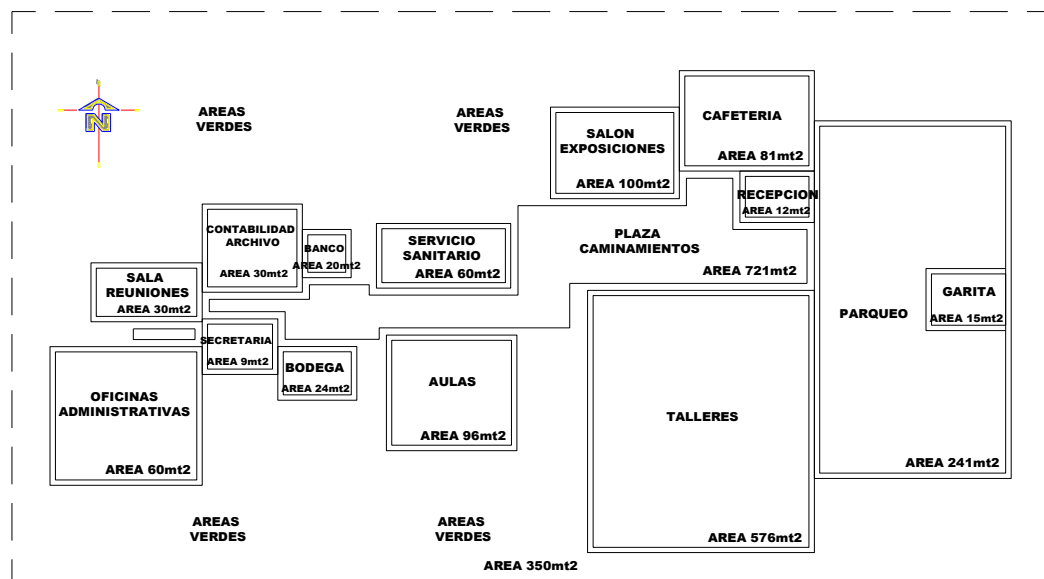 N
AREAS
VERDES
AREAS
VERDES
CAFETERIA
AREA 81mt2
SALON
EXPOSICIONES
AREA 100mt2
RECEPCION
AREA 12mt2
CONTABILIDAD
ARCHIVO
AREA 30mt2
BANCO
AREA 20mt2
SERVICIO
SANITARIO
AREA 60mt2
PLAZA
CAMINAMIENTOS
AREA 721mt2
SALA
REUNIONES
AREA 30mt2
GARITA
AREA 15mt2
PARQUEO
AREA 241mt2
SECRETARIA
AREA 9mt2
BODEGA
AREA 24mt2
OFICINAS
ADMINISTRATIVAS
AREA 60mt2
AULAS
AREA 96mt2
TALLERES
AREA 576mt2
AREAS
VERDES
AREAS
VERDES
AREA 350mt2